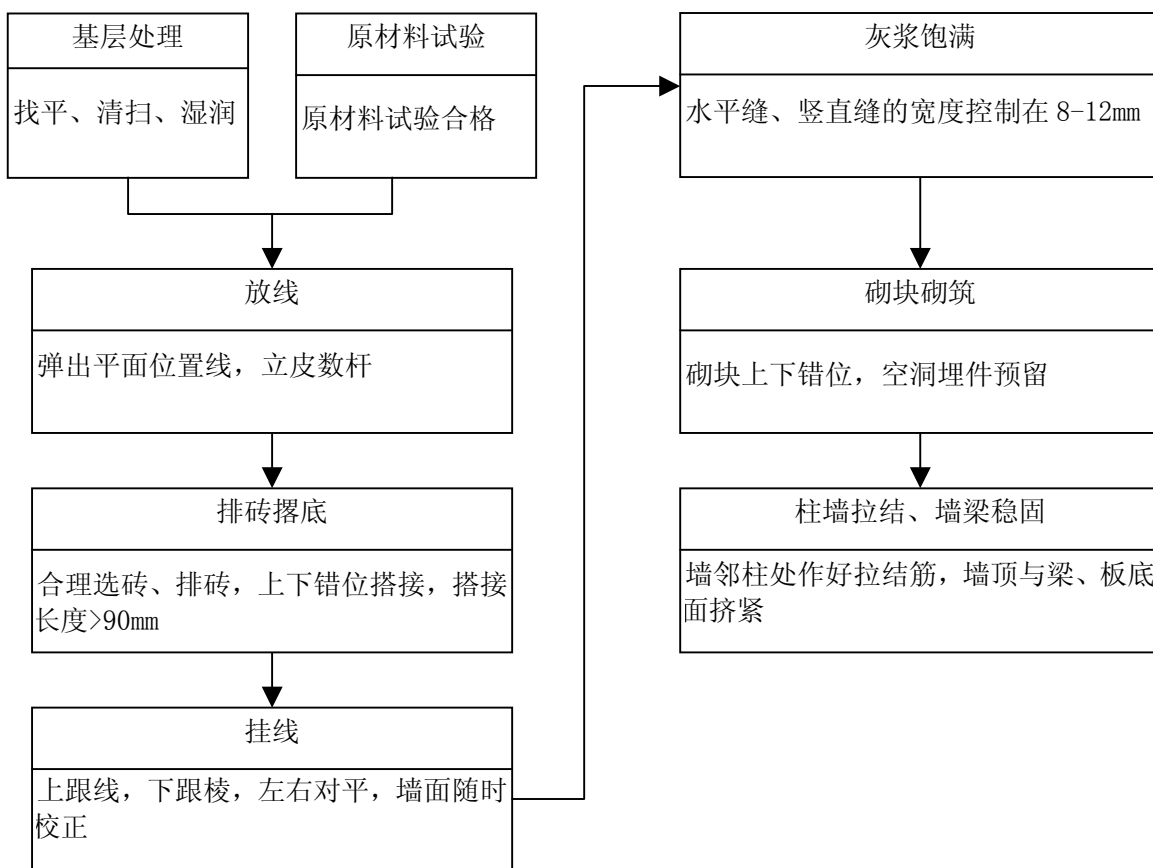 基层处理
找平、清扫、湿润
原材料试验
原材料试验合格
放线
弹出平面位置线，立皮数杆
排砖撂底
合理选砖、排砖，上下错位搭接，搭接
长度>90mm
挂线
上跟线，下跟棱，左右对平，墙面随时
校正
灰浆饱满
水平缝、竖直缝的宽度控制在 8-12mm
砌块砌筑
砌块上下错位，空洞埋件预留
柱墙拉结、墙梁稳固
墙邻柱处作好拉结筋，墙顶与梁、板底
面挤紧